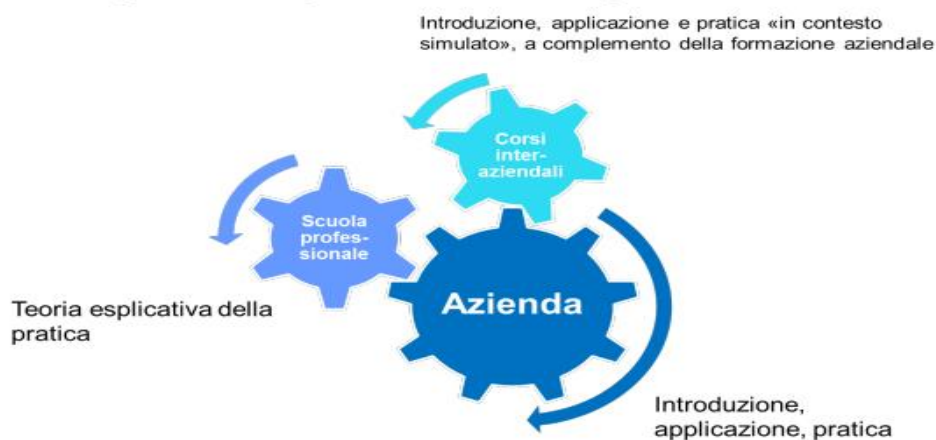 Introduzione, applicazione e pratica «in contesto
simulato», a complemento della formazione aziendale
Corsi
inter-
aziendali
Scuola
profes-
sionale
Azienda
Teoria esplicativa della
pratica
Introduzione,
applicazione, pratica